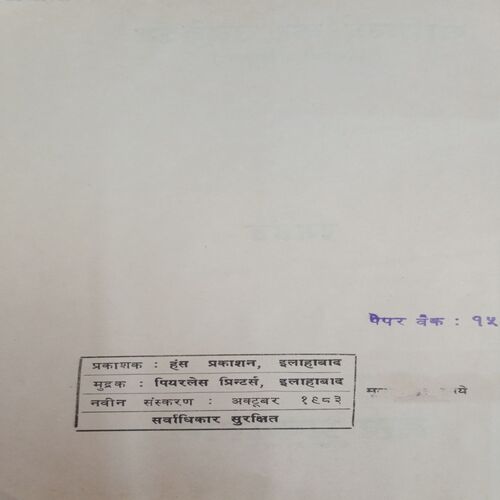 पेपर बैक : १५
प्रकाशक : हंस प्रकाशन, इलाहाबाद
मुद्रक : पियरलेस प्रिन्टर्स, इलाहाबाद
नवीन संस्करण : अक्टूबर १९८३
सर्वाधिकार सुरक्षित